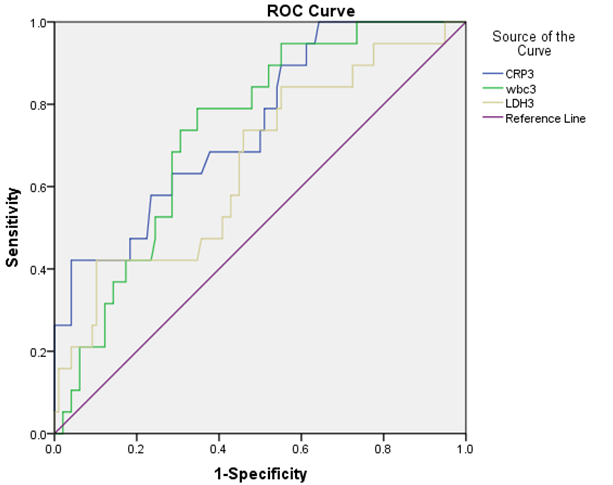 ROC Curve
Source of the
Curve
CRP3
wbc3
LDH3
Reference Line
Sensitivity
1.0
0.8
0.6
0.4
0.2
0.0
0.0 0.2 0.4 0.6 0.8 1.0
1-Specificity